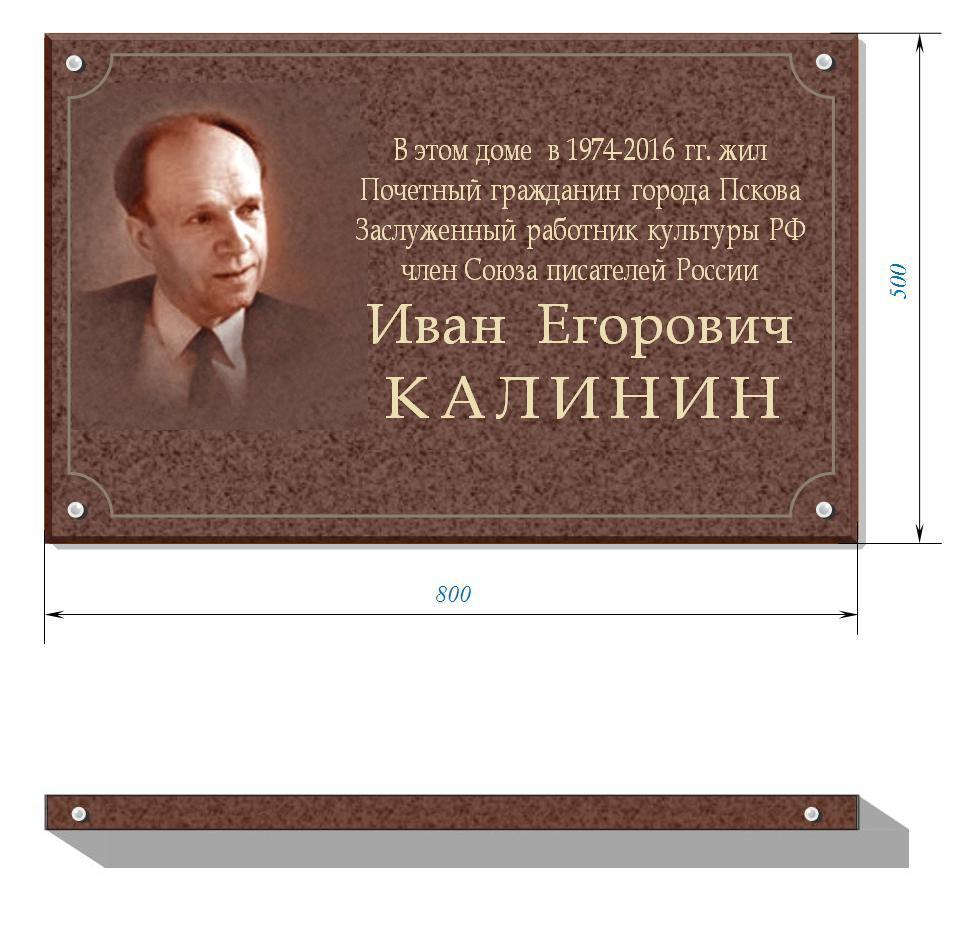 В этом доме в 1974-2016 гг. жил
Почетный гражданин города Пскова
Заслуженный работник культуры РФ
член Союза писателей России
Иван Егорович
КАЛИНИН
500
800